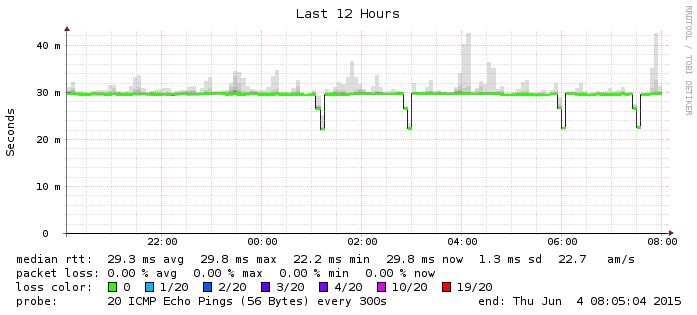 Last 12 Hours
RRDTOOL / TOBI OETIKER
Seconds
40 m
30 m
20 m
10 m
0
22:00 00:00 02:00 04:00 06:00 08:00
median rtt: 29.3 ms avg 29.8 ms max 22.2 ms min 29.8 ms now 1.3 ms sd 22.7 am/s
packet loss: 0.00 % avg 0.00 % max 0.00 % min 0.00 % now
loss color: 0 1/20 2/20 3/20 4/20 10/20 19/20
probe: 20 ICMP Echo Pings (56 Bytes) every 300s end: Thu Jun 4 08:05:04 2015